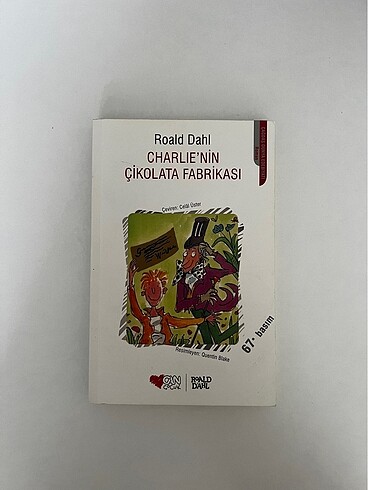 Roald Dahl
CHARLIE'NİN
ÇİKOLATA FABRİKASI
Çeviren: Celâl Üster
Resimleyen: Quentin Blake
67. basım
CAN
ÇOCUK
ROALD
DAHL